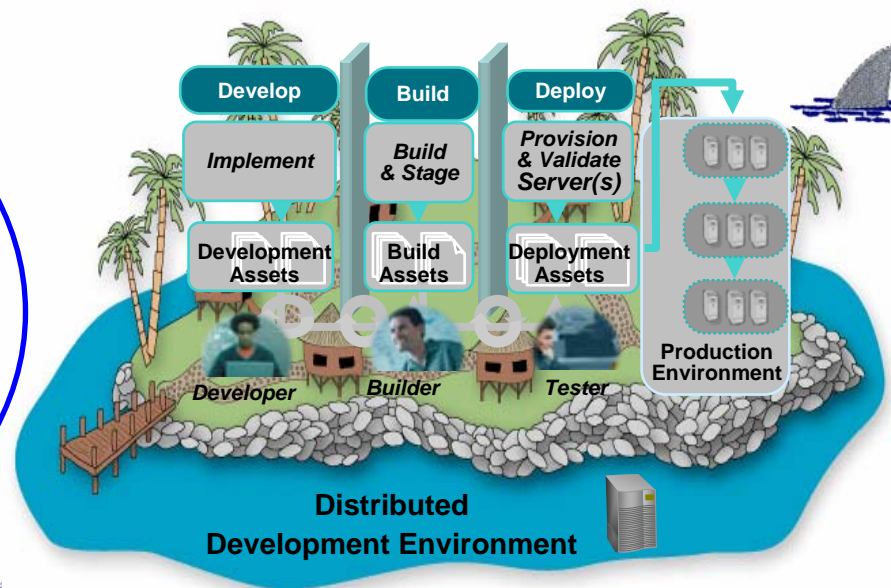 Develop
Build
Deploy
Implement
Build
& Stage
Provision
& Validate
Server(s)
Development
Assets
Build
Assets
Deployment
Assets
Production
Environment
Developer
Builder
Tester
Distributed
Development Environment